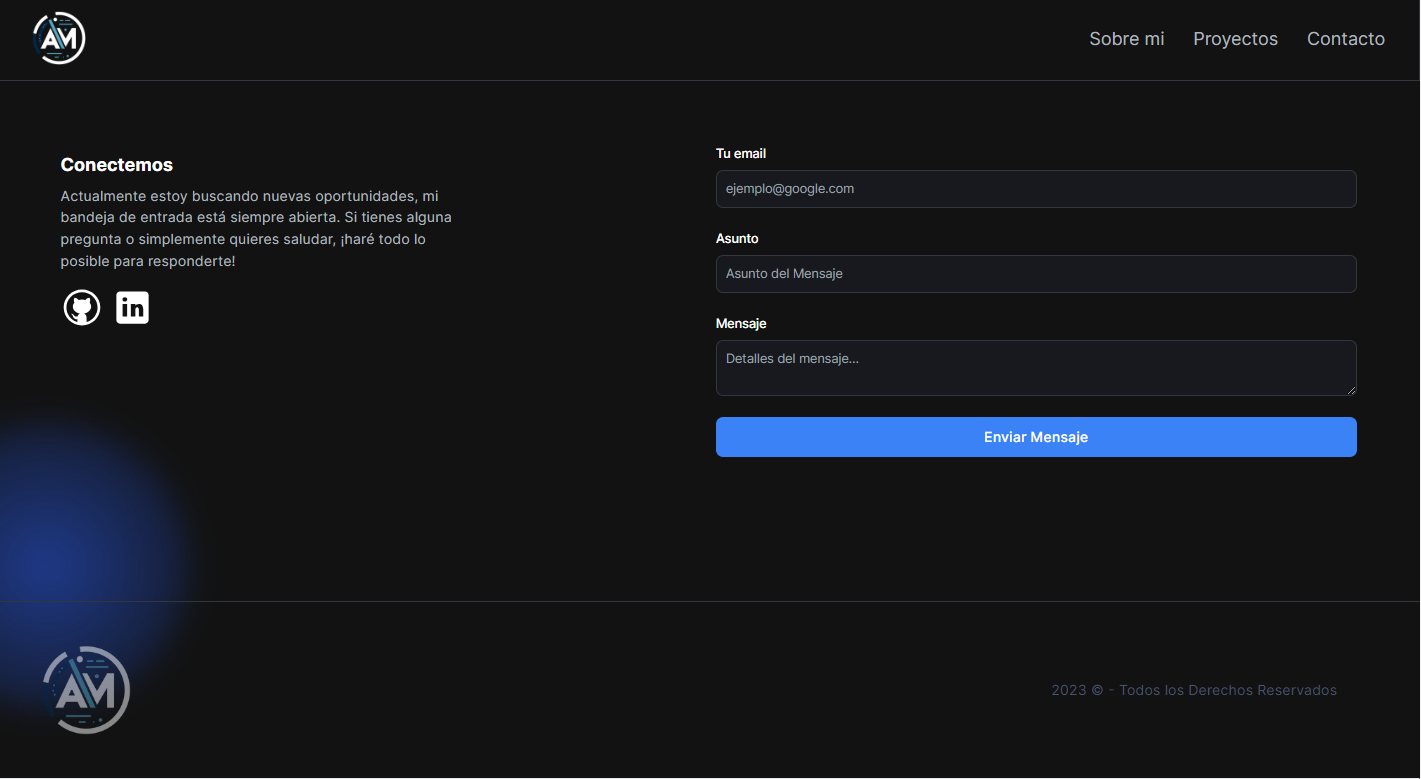 AM
Sobre mi Proyectos Contacto
Conectemos
Actualmente estoy buscando nuevas oportunidades, mi
bandeja de entrada está siempre abierta. Si tienes alguna
pregunta o simplemente quieres saludar, ¡haré todo lo
posible para responderte!
in
Tu email
ejemplo@google.com
Asunto
Asunto del Mensaje
Mensaje
Detalles del mensaje...
Enviar Mensaje
AM
2023 © - Todos los Derechos Reservados